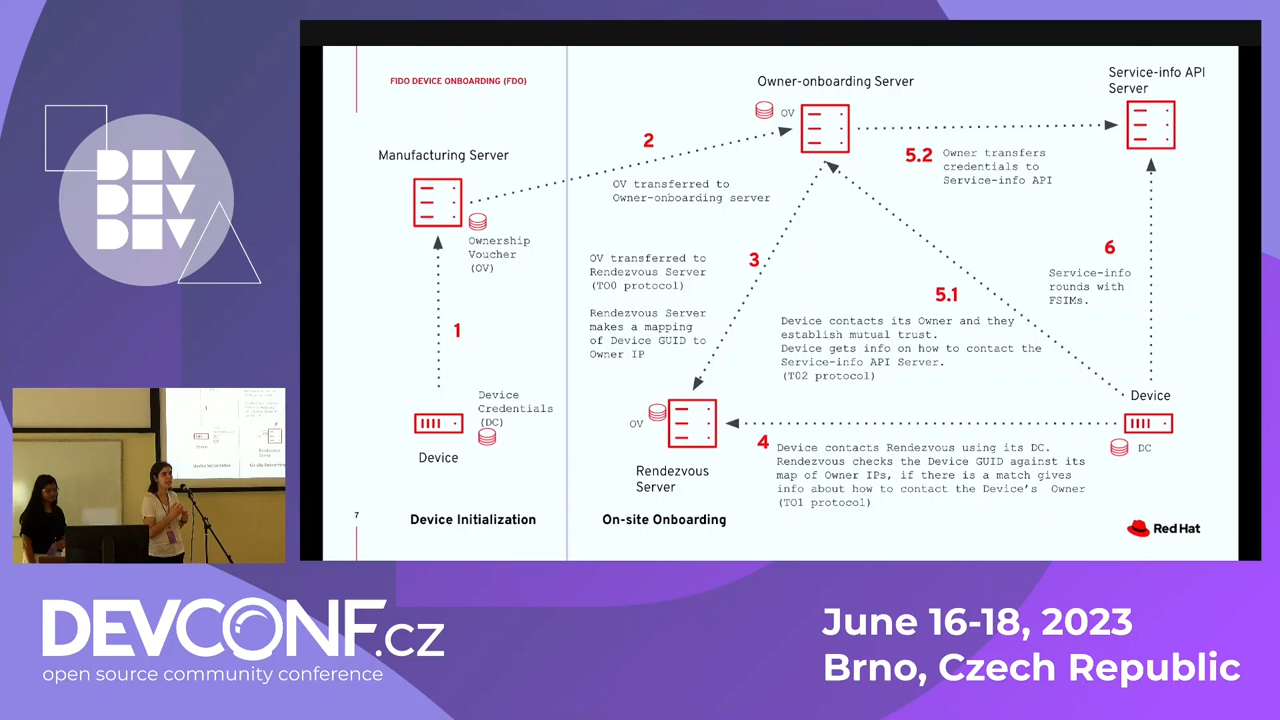 FIDO DEVICE ONBOARDING (FDO)
Manufacturing Server
Ownership
Voucher
(OV)
1
Device
Credentials
(DC)
Device
7
Device Initialization
Owner-onboarding Server
OV
2
OV transferred to
Owner-onboarding server
Service-info API
Server
5.2
Owner transfers
credentials to
Service-info API
OV transferred to
Rendezvous Server
(TO0 protocol)
3
Rendezvous Server
makes a mapping
of Device GUID to
Owner IP
5.1
Device contacts its Owner and they
establish mutual trust.
Device gets info on how to contact the
Service-info API Server.
(TO2 protocol)
6
Service-info
rounds with
FSIMs.
Device
DC
OV
Rendezvous
Server
4
Device contacts Rendezvous using its DC.
Rendezvous checks the Device GUID against its
map of Owner IPs, if there is a match gives
info about how to contact the Device's Owner
(TO1 protocol)
On-site Onboarding
Red Hat
DEV
DEV
DEV
DEVCONF.cz
open source community conference
June 16-18, 2023
Brno, Czech Republic